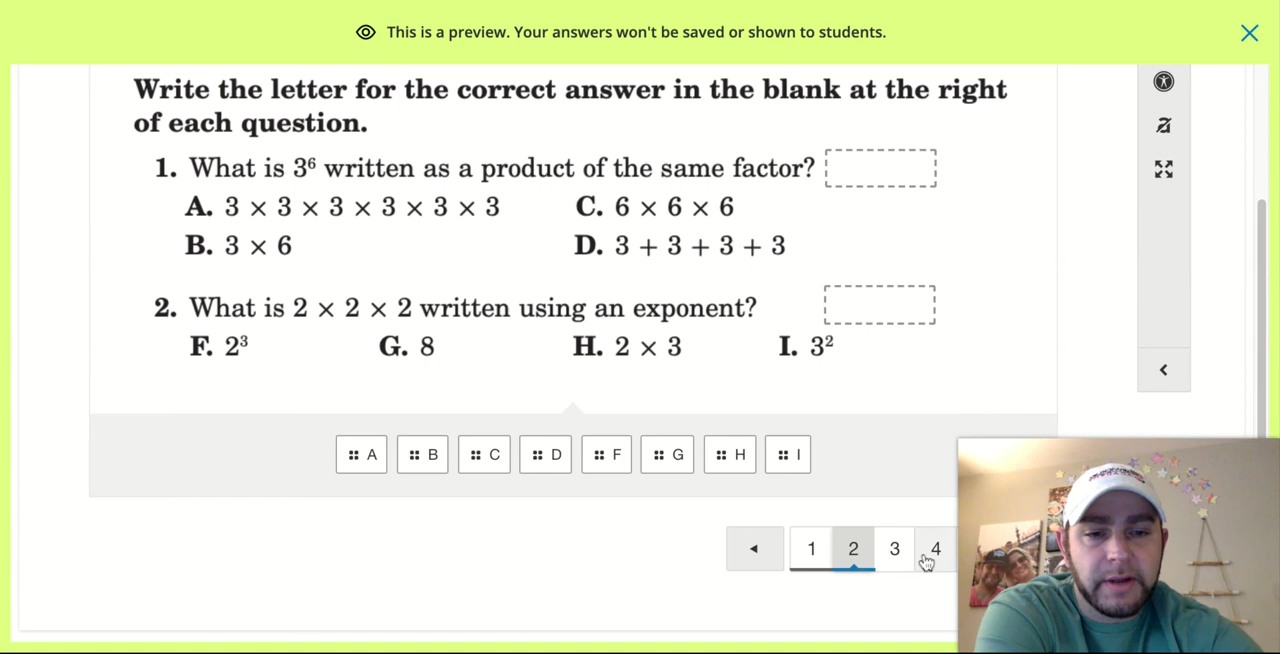 This is a preview. Your answers won't be saved or shown to students.
Write the letter for the correct answer in the blank at the right
of each question.
1. What is 3⁶ written as a product of the same factor?
A. 3 × 3 × 3 × 3 × 3 × 3 C. 6 × 6 × 6
B. 3 × 6 D. 3 + 3 + 3 + 3
2. What is 2 × 2 × 2 written using an exponent?
F. 2³ G. 8 H. 2 × 3 I. 3²
A B C D F G H I
1 2 3 4